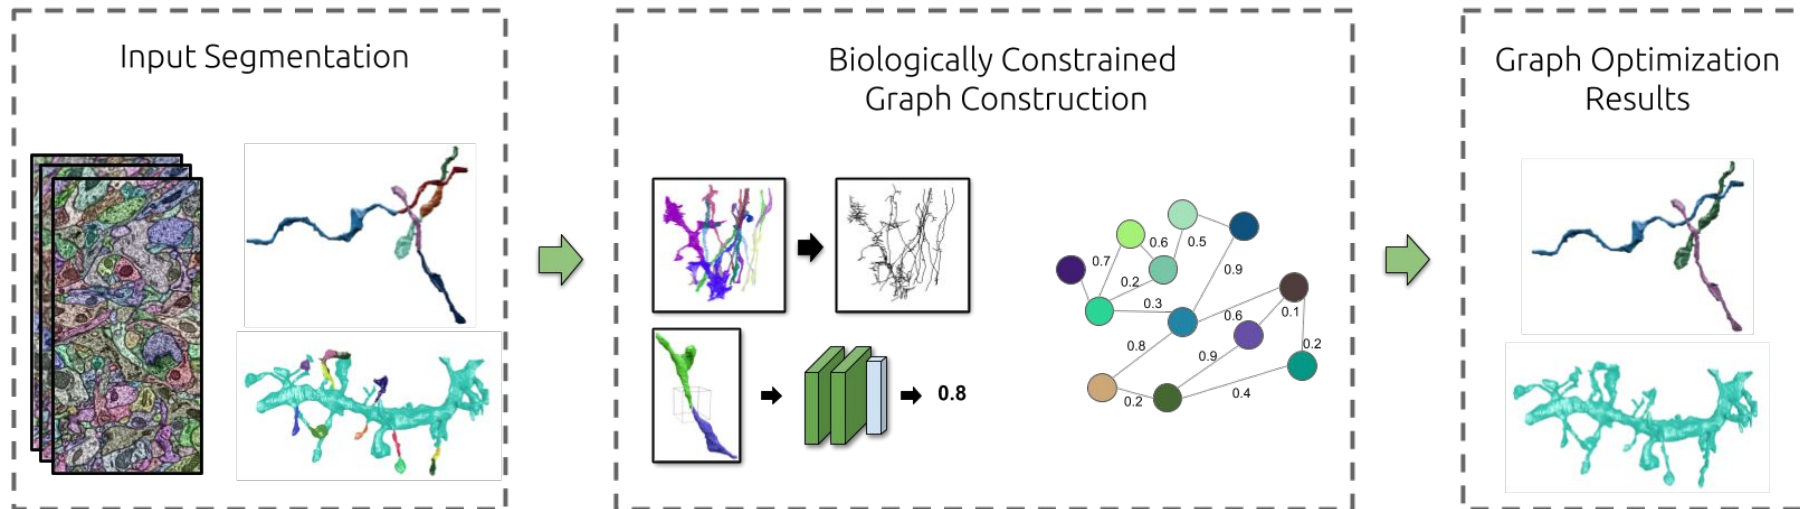 Input Segmentation
Biologically Constrained
Graph Construction
0.8
0.6
0.5
0.7
0.2
0.9
0.3
0.6
0.1
0.8
0.9
0.2
0.2
0.4
Graph Optimization
Results